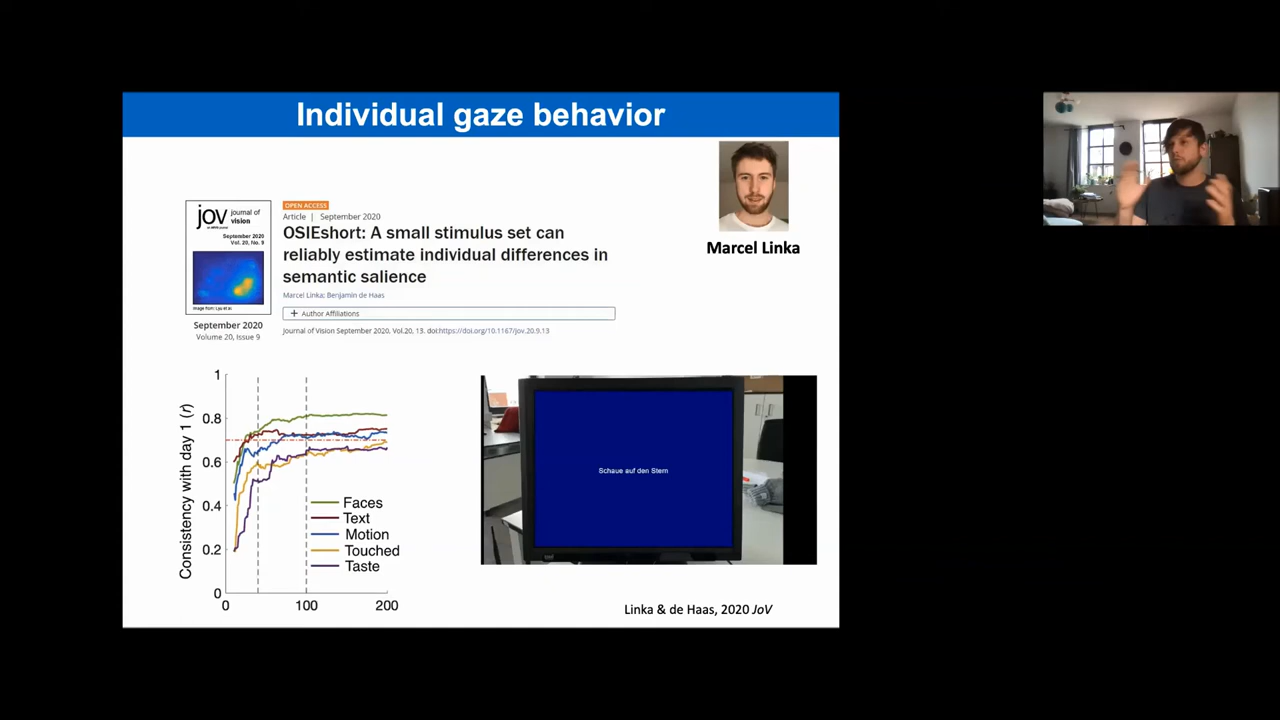 Individual gaze behavior
jov journal of
vision
September 2020
Vol. 20, No. 9
September 2020
Volume 20, Issue 9
OPEN ACCESS
Article | September 2020
OSIEshort: A small stimulus set can
reliably estimate individual differences in
semantic salience
Marcel Linka; Benjamin de Haas
+ Author Affiliations
Journal of Vision September 2020, Vol.20, 13. doi:https://doi.org/10.1167/jov.20.9.13
Marcel Linka
Consistency with day 1 (r)
1
0.8
0.6
0.4
0.2
0
0
100
200
Faces
Text
Motion
Touched
Taste
Schaue auf den Stern
Linka & de Haas, 2020 JoV